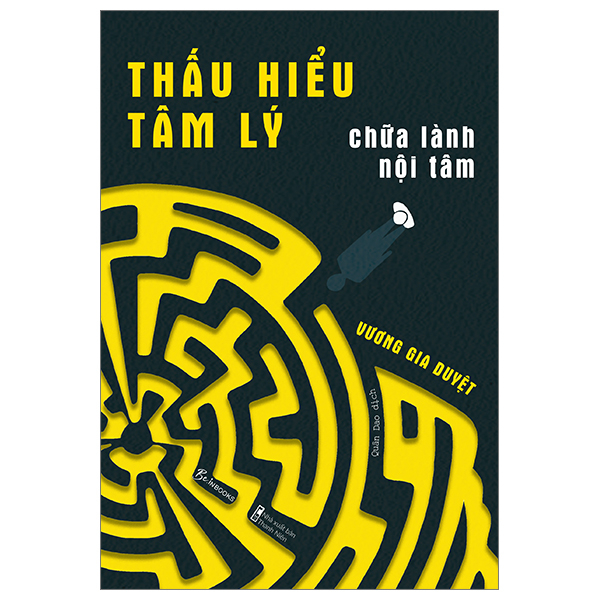 THẤU HIỂU
TÂM LÝ
chữa lành
nội tâm
VƯƠNG GIA DUYỆT
Quân Dao dịch
Be.INBOOKS
Nhà xuất bản
Thanh Niên